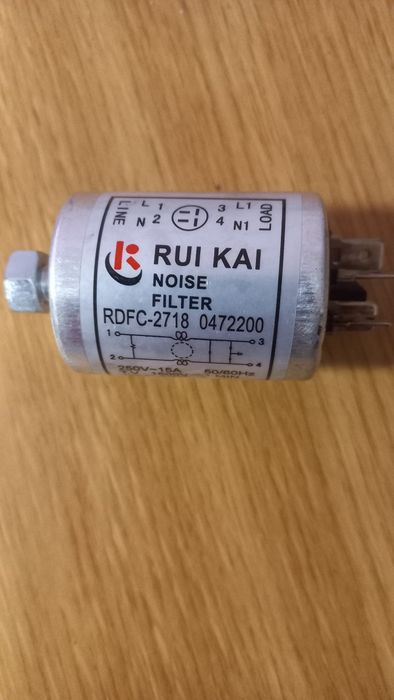 LINE L 1 3 L1 LOAD
N 2 4 N1
RUI KAI
NOISE
FILTER
RDFC-2718 0472200
1 3
2 4
250V~15A 50/60Hz